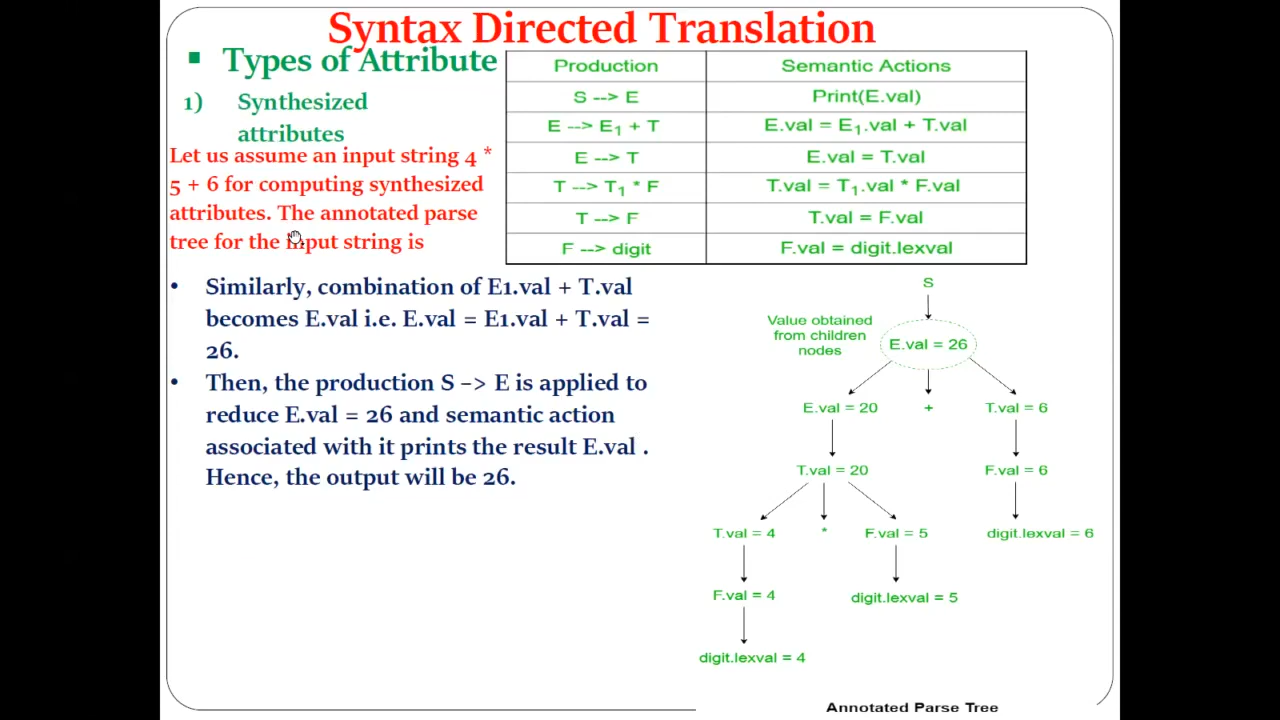 Syntax Directed Translation
▪ Types of Attribute
1) Synthesized
attributes
Let us assume an input string 4 *
5 + 6 for computing synthesized
attributes. The annotated parse
tree for the input string is
Production Semantic Actions
S --> E Print(E.val)
E --> E₁ + T E.val = E₁.val + T.val
E --> T E.val = T.val
T --> T₁ * F T.val = T₁.val * F.val
T --> F T.val = F.val
F --> digit F.val = digit.lexval
• Similarly, combination of E1.val + T.val
becomes E.val i.e. E.val = E1.val + T.val =
26.
• Then, the production S –> E is applied to
reduce E.val = 26 and semantic action
associated with it prints the result E.val .
Hence, the output will be 26.
S
Value obtained
from children
nodes
E.val = 26
E.val = 20 + T.val = 6
T.val = 20 F.val = 6
T.val = 4 * F.val = 5 digit.lexval = 6
F.val = 4 digit.lexval = 5
digit.lexval = 4
Annotated Parse Tree